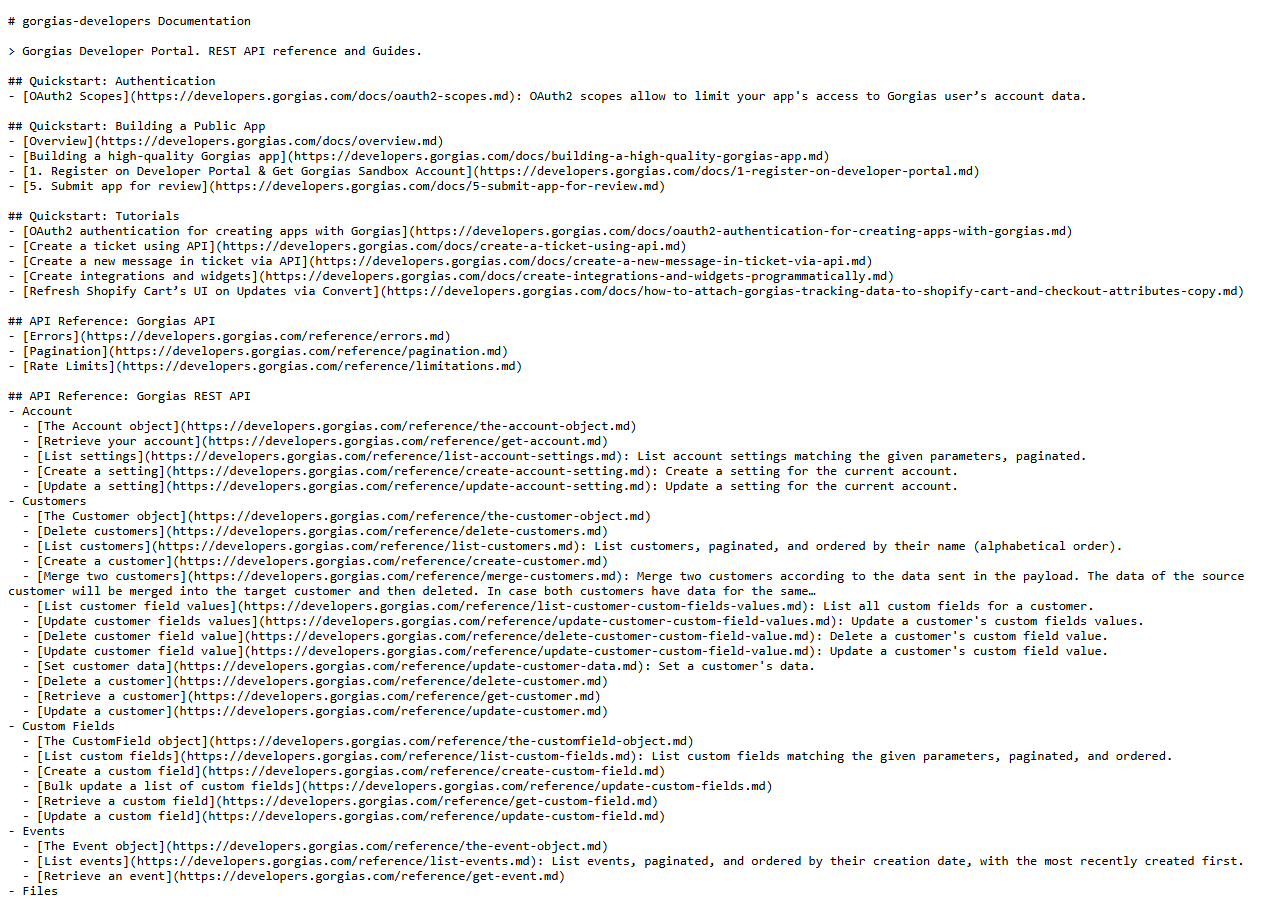 # gorgias-developers Documentation
> Gorgias Developer Portal. REST API reference and Guides.
## Quickstart: Authentication
- [OAuth2 Scopes](https://developers.gorgias.com/docs/oauth2-scopes.md): OAuth2 scopes allow to limit your app's access to Gorgias user’s account data.
## Quickstart: Building a Public App
- [Overview](https://developers.gorgias.com/docs/overview.md)
- [Building a high-quality Gorgias app](https://developers.gorgias.com/docs/building-a-high-quality-gorgias-app.md)
- [1. Register on Developer Portal & Get Gorgias Sandbox Account](https://developers.gorgias.com/docs/1-register-on-developer-portal.md)
- [5. Submit app for review](https://developers.gorgias.com/docs/5-submit-app-for-review.md)
## Quickstart: Tutorials
- [OAuth2 authentication for creating apps with Gorgias](https://developers.gorgias.com/docs/oauth2-authentication-for-creating-apps-with-gorgias.md)
- [Create a ticket using API](https://developers.gorgias.com/docs/create-a-ticket-using-api.md)
- [Create a new message in ticket via API](https://developers.gorgias.com/docs/create-a-new-message-in-ticket-via-api.md)
- [Create integrations and widgets](https://developers.gorgias.com/docs/create-integrations-and-widgets-programmatically.md)
- [Refresh Shopify Cart’s UI on Updates via Convert](https://developers.gorgias.com/docs/how-to-attach-gorgias-tracking-data-to-shopify-cart-and-checkout-attributes-copy.md)
## API Reference: Gorgias API
- [Errors](https://developers.gorgias.com/reference/errors.md)
- [Pagination](https://developers.gorgias.com/reference/pagination.md)
- [Rate Limits](https://developers.gorgias.com/reference/limitations.md)
## API Reference: Gorgias REST API
- Account
  - [The Account object](https://developers.gorgias.com/reference/the-account-object.md)
  - [Retrieve your account](https://developers.gorgias.com/reference/get-account.md)
  - [List settings](https://developers.gorgias.com/reference/list-account-settings.md): List account settings matching the given parameters, paginated.
  - [Create a setting](https://developers.gorgias.com/reference/create-account-setting.md): Create a setting for the current account.
  - [Update a setting](https://developers.gorgias.com/reference/update-account-setting.md): Update a setting for the current account.
- Customers
  - [The Customer object](https://developers.gorgias.com/reference/the-customer-object.md)
  - [Delete customers](https://developers.gorgias.com/reference/delete-customers.md)
  - [List customers](https://developers.gorgias.com/reference/list-customers.md): List customers, paginated, and ordered by their name (alphabetical order).
  - [Create a customer](https://developers.gorgias.com/reference/create-customer.md)
  - [Merge two customers](https://developers.gorgias.com/reference/merge-customers.md): Merge two customers according to the data sent in the payload. The data of the source
customer will be merged into the target customer and then deleted. In case both customers have data for the same…
  - [List customer field values](https://developers.gorgias.com/reference/list-customer-custom-fields-values.md): List all custom fields for a customer.
  - [Update customer fields values](https://developers.gorgias.com/reference/update-customer-custom-field-values.md): Update a customer's custom fields values.
  - [Delete customer field value](https://developers.gorgias.com/reference/delete-customer-custom-field-value.md): Delete a customer's custom field value.
  - [Update customer field value](https://developers.gorgias.com/reference/update-customer-custom-field-value.md): Update a customer's custom field value.
  - [Set customer data](https://developers.gorgias.com/reference/update-customer-data.md): Set a customer's data.
  - [Delete a customer](https://developers.gorgias.com/reference/delete-customer.md)
  - [Retrieve a customer](https://developers.gorgias.com/reference/get-customer.md)
  - [Update a customer](https://developers.gorgias.com/reference/update-customer.md)
- Custom Fields
  - [The CustomField object](https://developers.gorgias.com/reference/the-customfield-object.md)
  - [List custom fields](https://developers.gorgias.com/reference/list-custom-fields.md): List custom fields matching the given parameters, paginated, and ordered.
  - [Create a custom field](https://developers.gorgias.com/reference/create-custom-field.md)
  - [Bulk update a list of custom fields](https://developers.gorgias.com/reference/update-custom-fields.md)
  - [Retrieve a custom field](https://developers.gorgias.com/reference/get-custom-field.md)
  - [Update a custom field](https://developers.gorgias.com/reference/update-custom-field.md)
- Events
  - [The Event object](https://developers.gorgias.com/reference/the-event-object.md)
  - [List events](https://developers.gorgias.com/reference/list-events.md): List events, paginated, and ordered by their creation date, with the most recently created first.
  - [Retrieve an event](https://developers.gorgias.com/reference/get-event.md)
- Files